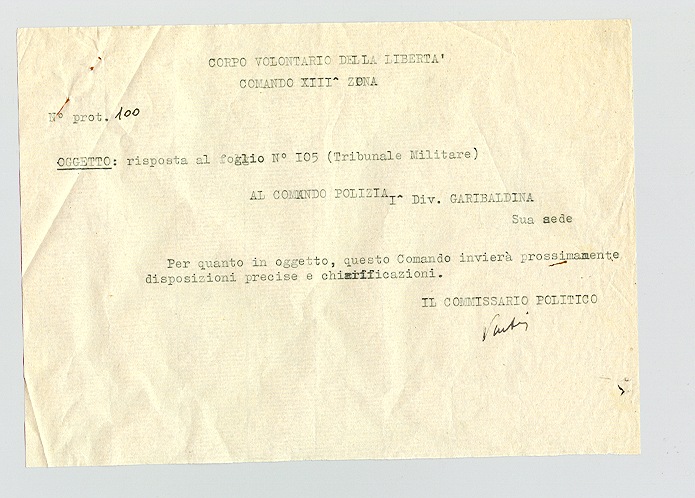 CORPO VOLONTARIO DELLA LIBERTA'
COMANDO XIII^ ZONA
N° prot. 100
OGGETTO: risposta al foglio N° I05 (Tribunale Militare)
AL COMANDO POLIZIA I^ Div. GARIBALDINA
Sua sede
Per quanto in oggetto, questo Comando invierà prossimamente
disposizioni precise e chiarificazioni.
IL COMMISSARIO POLITICO